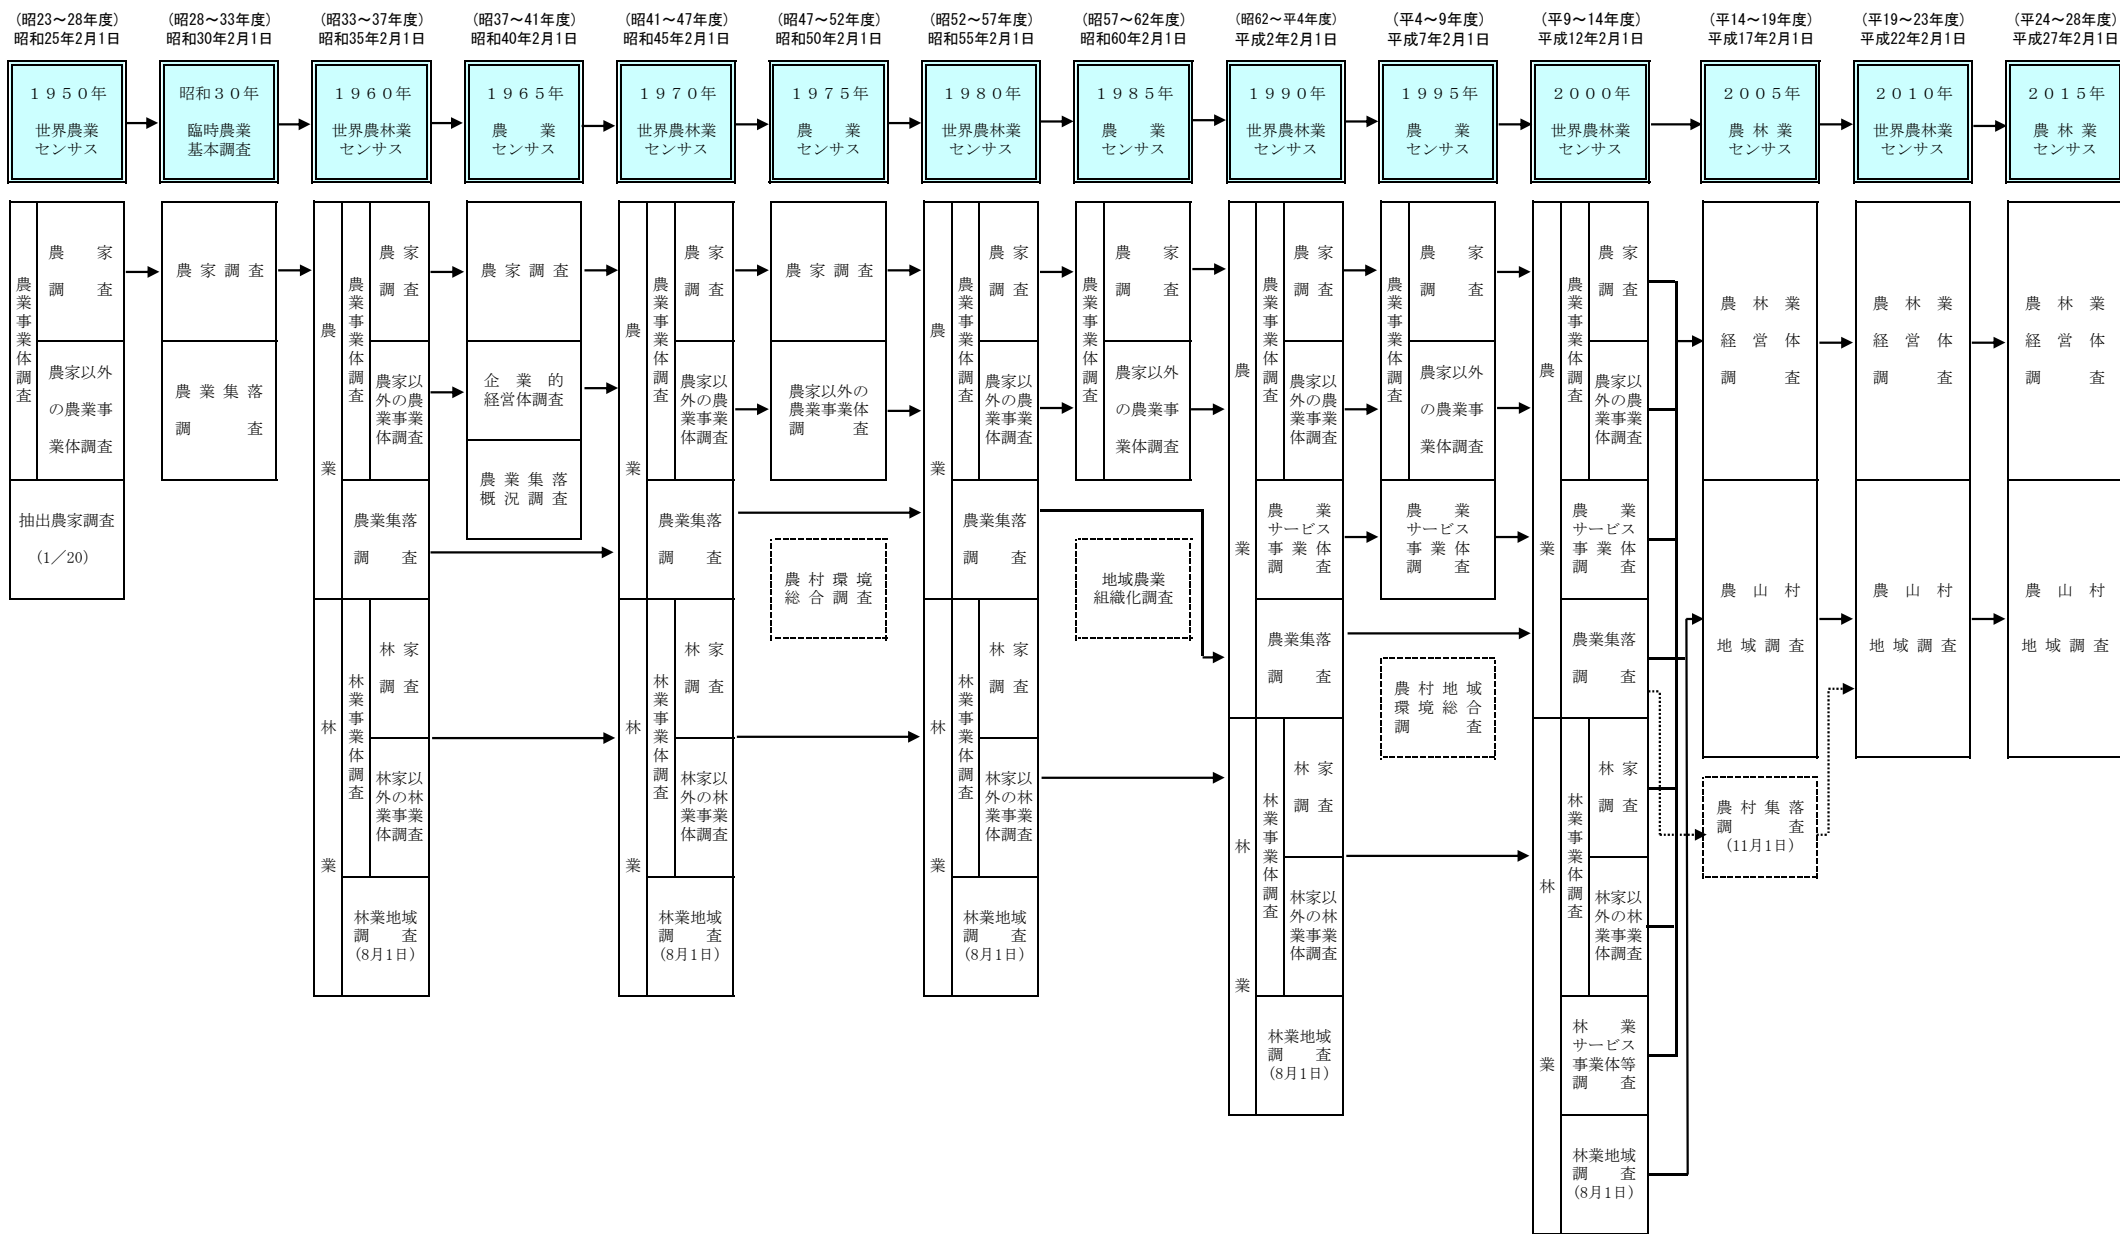 （昭23～28年度）
昭和25年2月1日
（昭28～33年度）
昭和30年2月1日
（昭33～37年度）
昭和35年2月1日
（昭37～41年度）
昭和40年2月1日
（昭41～47年度）
昭和45年2月1日
（昭47～52年度）
昭和50年2月1日
（昭52～57年度）
昭和55年2月1日
（昭57～62年度）
昭和60年2月1日
（昭62～平4年度）
平成2年2月1日
（平4～9年度）
平成7年2月1日
（平9～14年度）
平成12年2月1日
（平14～19年度）
平成17年2月1日
（平19～23年度）
平成22年2月1日
（平24～28年度）
平成27年2月1日
１９５０年
世界農業
センサス
昭和３０年
臨時農業
基本調査
１９６０年
世界農林業
センサス
１９６５年
農　業
センサス
１９７０年
世界農林業
センサス
１９７５年
農　業
センサス
１９８０年
世界農林業
センサス
１９８５年
農　業
センサス
１９９０年
世界農林業
センサス
１９９５年
農　業
センサス
２０００年
世界農林業
センサス
２００５年
農 林 業
センサス
２０１０年
世界農林業
センサス
２０１５年
農 林 業
センサス
農業事業体調査
農　家
調　査
農家以外
の農業事
業体調査
抽出農家調査
(1／20)
農 家 調 査
農 業 集 落
調　　査
農　業
農業事業体調査
農 家
調 査
農家以
外の農
業事業
体調査
農業集落
調　査
林　業
林業事業体調査
林 家
調 査
林家以
外の林
業事業
体調査
林業地域
調　査
(8月1日)
農 家 調 査
企 業 的
経営体調査
農 業 集 落
概 況 調 査
農　業
農業事業体調査
農 家
調 査
農家以
外の農
業事業
体調査
農業集落
調　査
林　業
林業事業体調査
林 家
調 査
林家以
外の林
業事業
体調査
林業地域
調　査
(8月1日)
農 家 調 査
農家以外の
農業事業体
調　　査
農 村 環 境
総 合 調 査
農　業
農業事業体調査
農 家
調 査
農家以
外の農
業事業
体調査
農業集落
調　査
林　業
林業事業体調査
林 家
調 査
林家以
外の林
業事業
体調査
林業地域
調　査
(8月1日)
農業事業体調査
農　家
調　査
農家以外
の農業事
業体調査
地域農業
組織化調査
農　業
農業事業体調査
農 家
調 査
農家以
外の農
業事業
体調査
農　業
サービス
事 業 体
調　査
農業集落
調　査
林　業
林業事業体調査
林 家
調 査
林家以
外の林
業事業
体調査
林業地域
調　査
(8月1日)
農業事業体調査
農　家
調　査
農家以外
の農業事
業体調査
農　業
サービス
事 業 体
調　査
農 村 地 域
環 境 総 合
調　　査
農　業
農業事業体調査
農 家
調 査
農家以
外の農
業事業
体調査
農　業
サービス
事 業 体
調　査
農業集落
調　査
林　業
林業事業体調査
林 家
調 査
林家以
外の林
業事業
体調査
林　業
サービス
事業体等
調　査
林業地域
調　査
(8月1日)
農 林 業
経 営 体
調　　査
農 山 村
地 域 調 査
農 村 集 落
調　　査
(11月1日)
農 林 業
経 営 体
調　　査
農 山 村
地 域 調 査
農 林 業
経 営 体
調　　査
農 山 村
地 域 調 査